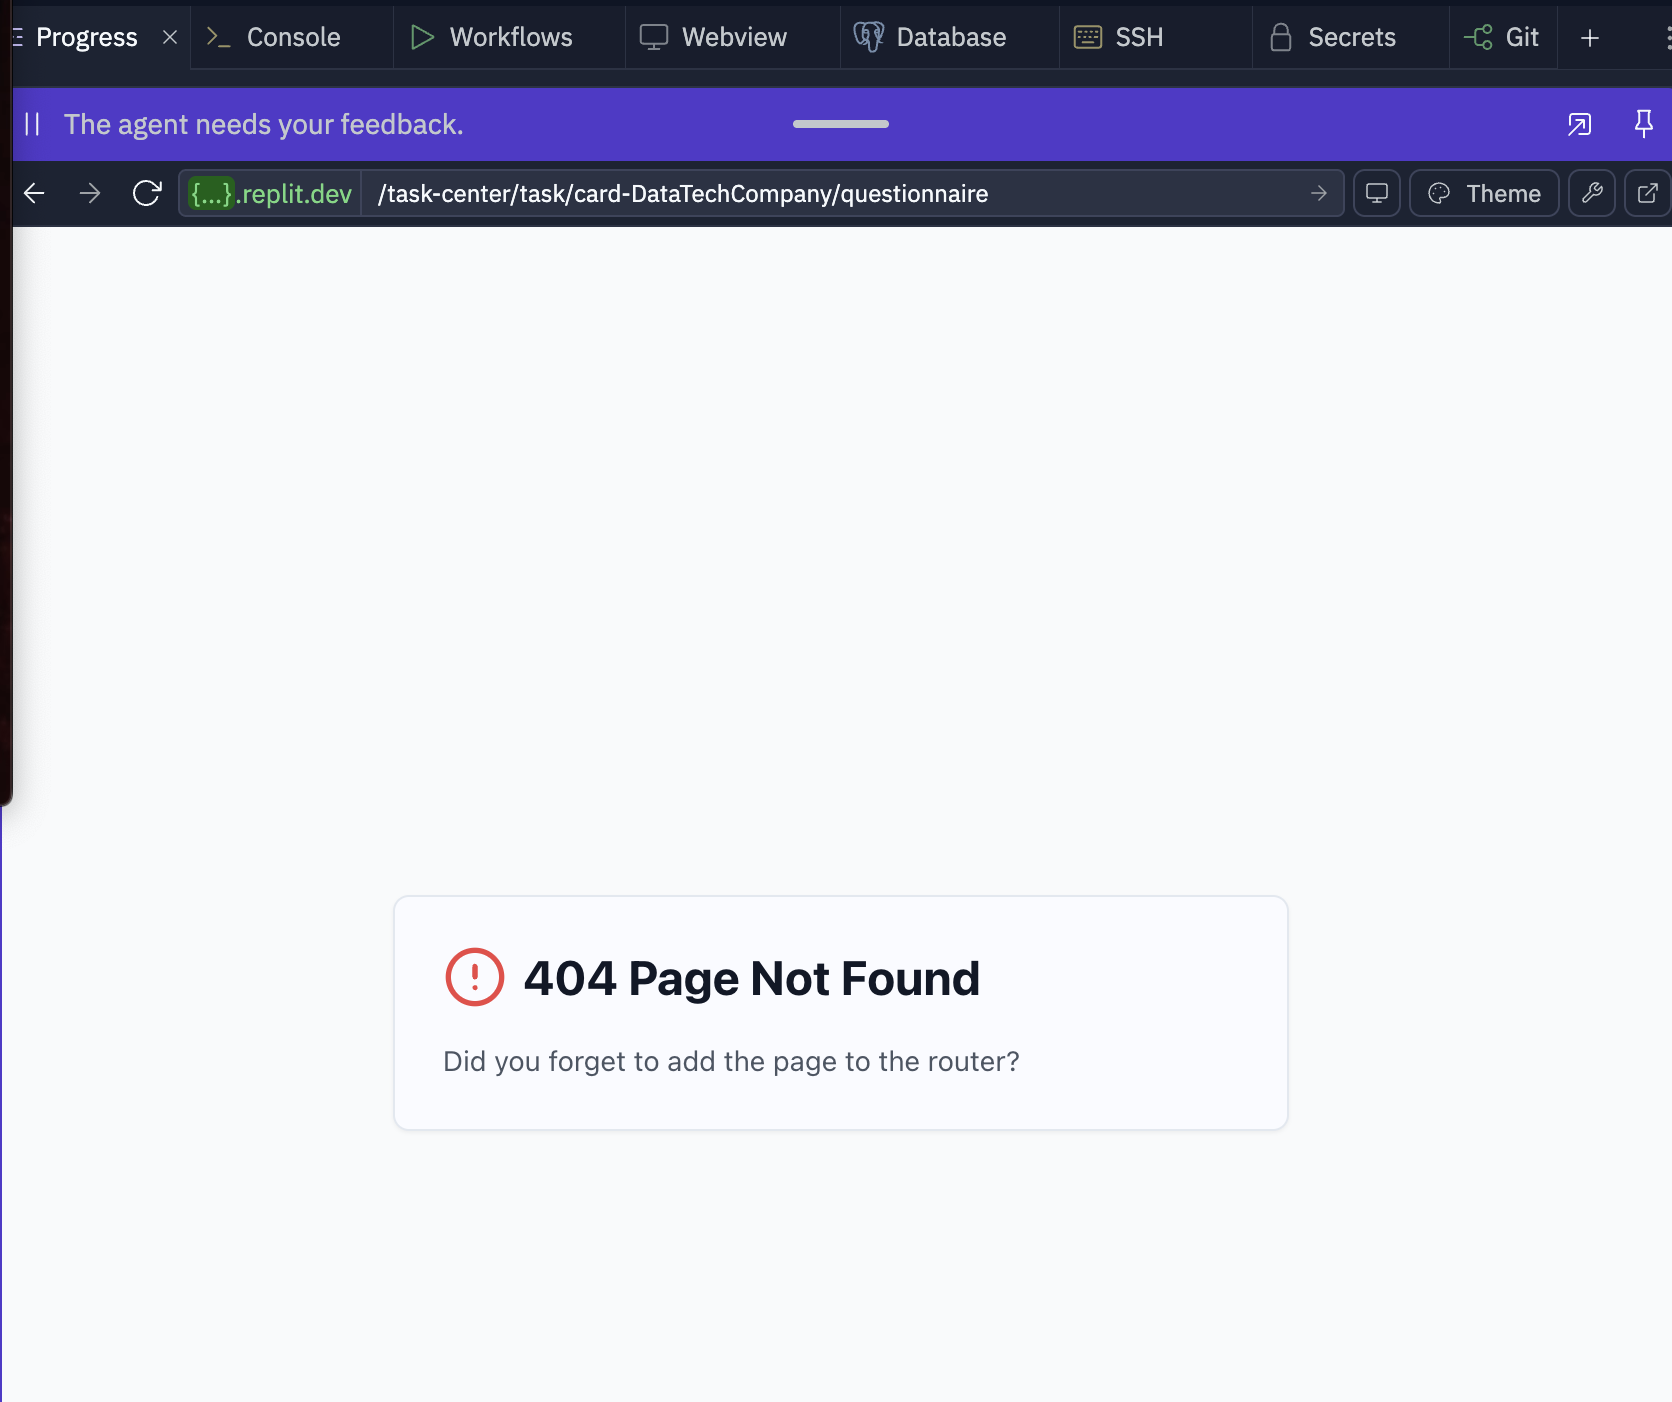 Progress
Console
Workflows
Webview
Database
SSH
Secrets
Git
The agent needs your feedback.
{...}.replit.dev
/task-center/task/card-DataTechCompany/questionnaire
Theme
404 Page Not Found
Did you forget to add the page to the router?